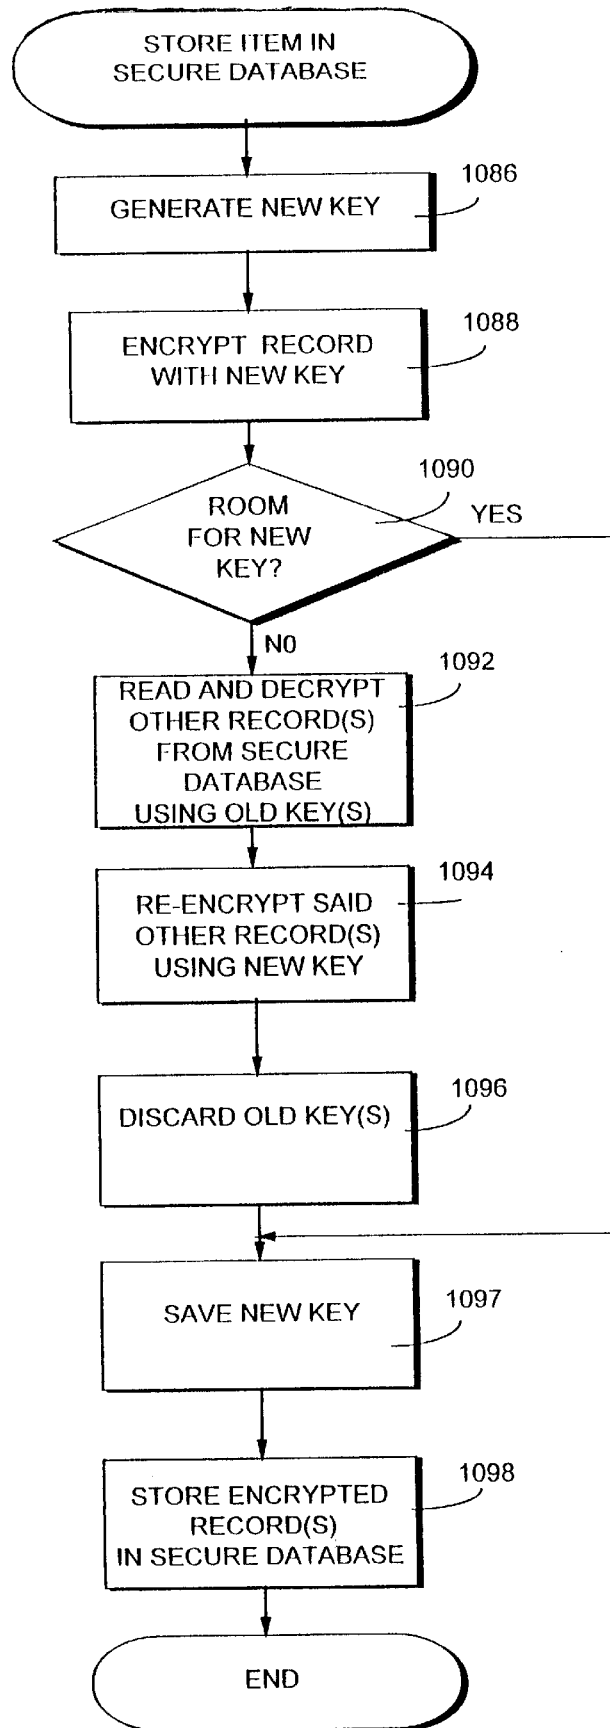 STORE ITEM IN
SECURE DATABASE
1086
GENERATE NEW KEY
1088
ENCRYPT RECORD
WITH NEW KEY
1090
ROOM
FOR NEW
KEY?
YES
NO
1092
READ AND DECRYPT
OTHER RECORD(S)
FROM SECURE
DATABASE
USING OLD KEY(S)
1094
RE-ENCRYPT SAID
OTHER RECORD(S)
USING NEW KEY
1096
DISCARD OLD KEY(S)
1097
SAVE NEW KEY
1098
STORE ENCRYPTED
RECORD(S)
IN SECURE DATABASE
END